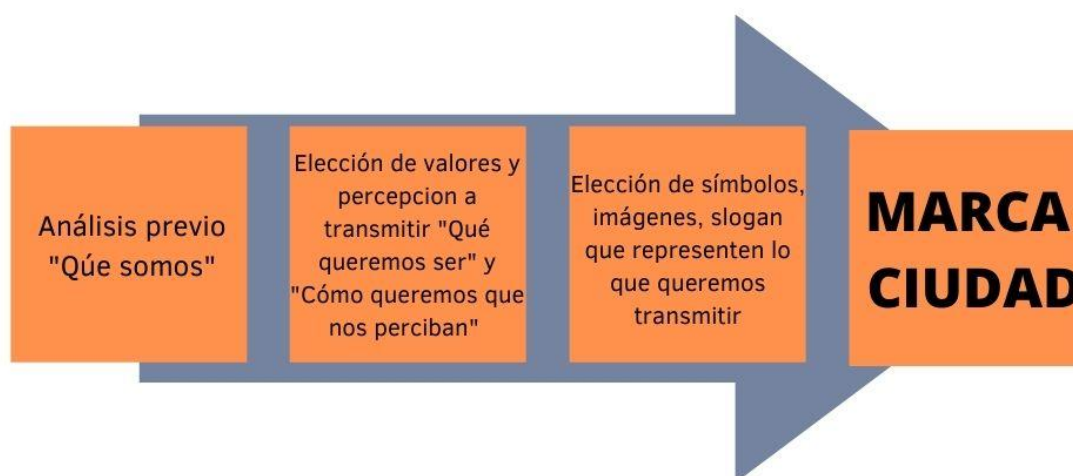 Análisis previo
"Qúe somos"
Elección de valores y
percepcion a
transmitir "Qué
queremos ser" y
"Cómo queremos que
nos perciban"
Elección de símbolos,
imágenes, slogan
que representen lo
que queremos
transmitir
MARCA
CIUDAD